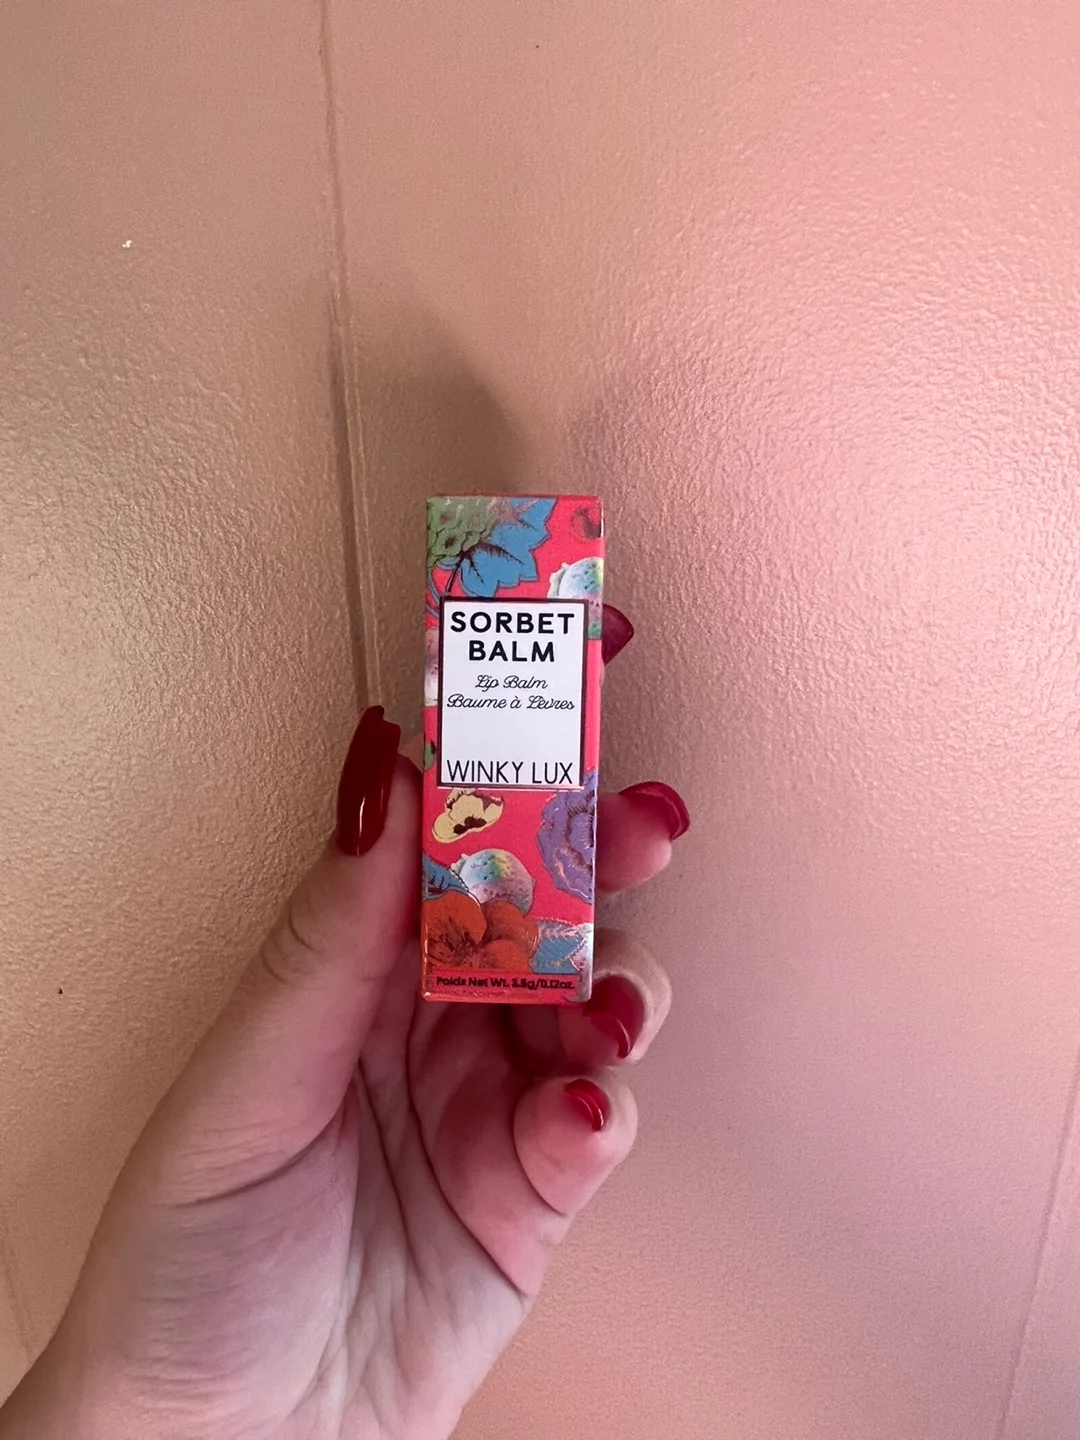 SORBET
BALM
Lip Balm
Baume à Lèvres
WINKY LUX
Poids Net Wt. 3.5g/0.12oz.